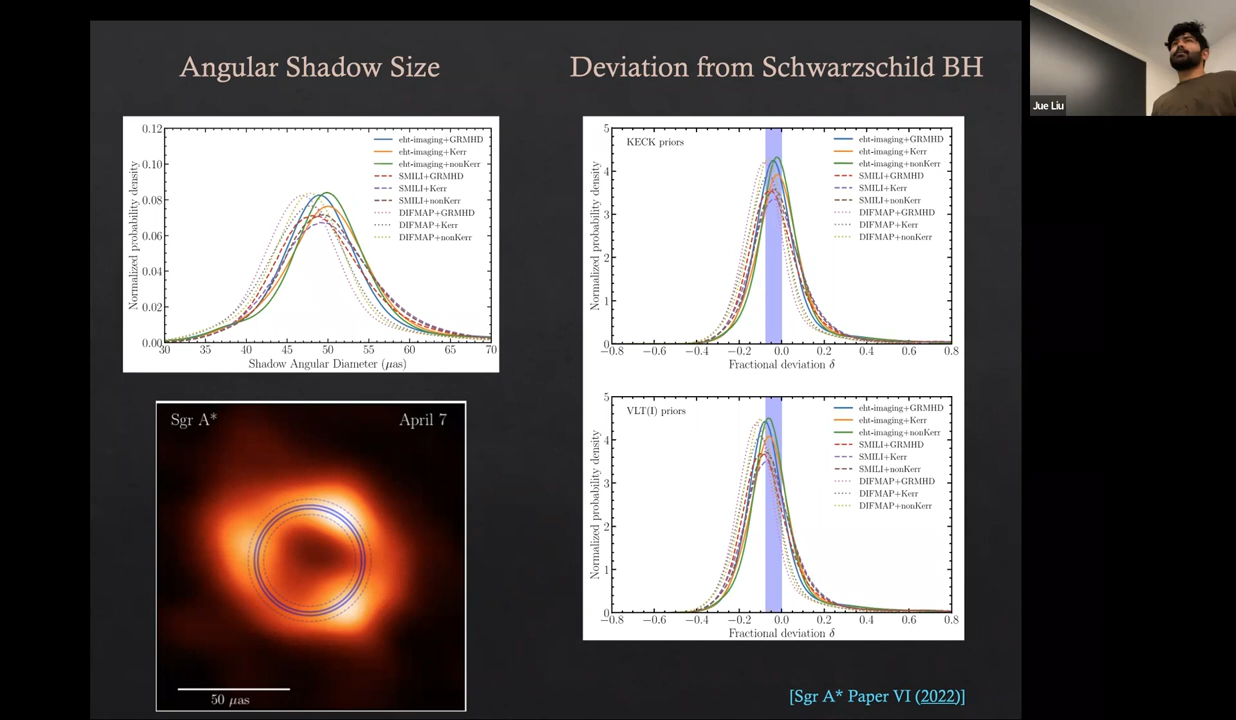 Angular Shadow Size
Deviation from Schwarzschild BH
Jue Liu
0.12
0.10
0.08
0.06
0.04
0.02
0.00
Normalized probability density
eht-imaging+GRMHD
eht-imaging+Kerr
eht-imaging+nonKerr
SMILI+GRMHD
SMILI+Kerr
SMILI+nonKerr
DIFMAP+GRMHD
DIFMAP+Kerr
DIFMAP+nonKerr
30 35 40 45 50 55 60 65 70
Shadow Angular Diameter (μas)
Sgr A*
April 7
50 μas
KECK priors
5
4
3
2
1
0
Normalized probability density
eht-imaging+GRMHD
eht-imaging+Kerr
eht-imaging+nonKerr
SMILI+GRMHD
SMILI+Kerr
SMILI+nonKerr
DIFMAP+GRMHD
DIFMAP+Kerr
DIFMAP+nonKerr
−0.8 −0.6 −0.4 −0.2 0.0 0.2 0.4 0.6 0.8
Fractional deviation δ
VLT(I) priors
5
4
3
2
1
0
Normalized probability density
eht-imaging+GRMHD
eht-imaging+Kerr
eht-imaging+nonKerr
SMILI+GRMHD
SMILI+Kerr
SMILI+nonKerr
DIFMAP+GRMHD
DIFMAP+Kerr
DIFMAP+nonKerr
−0.8 −0.6 −0.4 −0.2 0.0 0.2 0.4 0.6 0.8
Fractional deviation δ
[Sgr A* Paper VI (2022)]